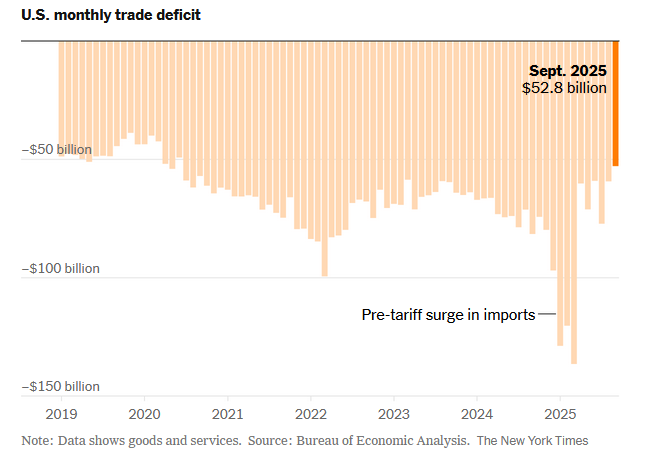 U.S. monthly trade deficit
Sept. 2025
$52.8 billion
–$50 billion
–$100 billion
Pre-tariff surge in imports
–$150 billion
2019 2020 2021 2022 2023 2024 2025
Note: Data shows goods and services. Source: Bureau of Economic Analysis. The New York Times